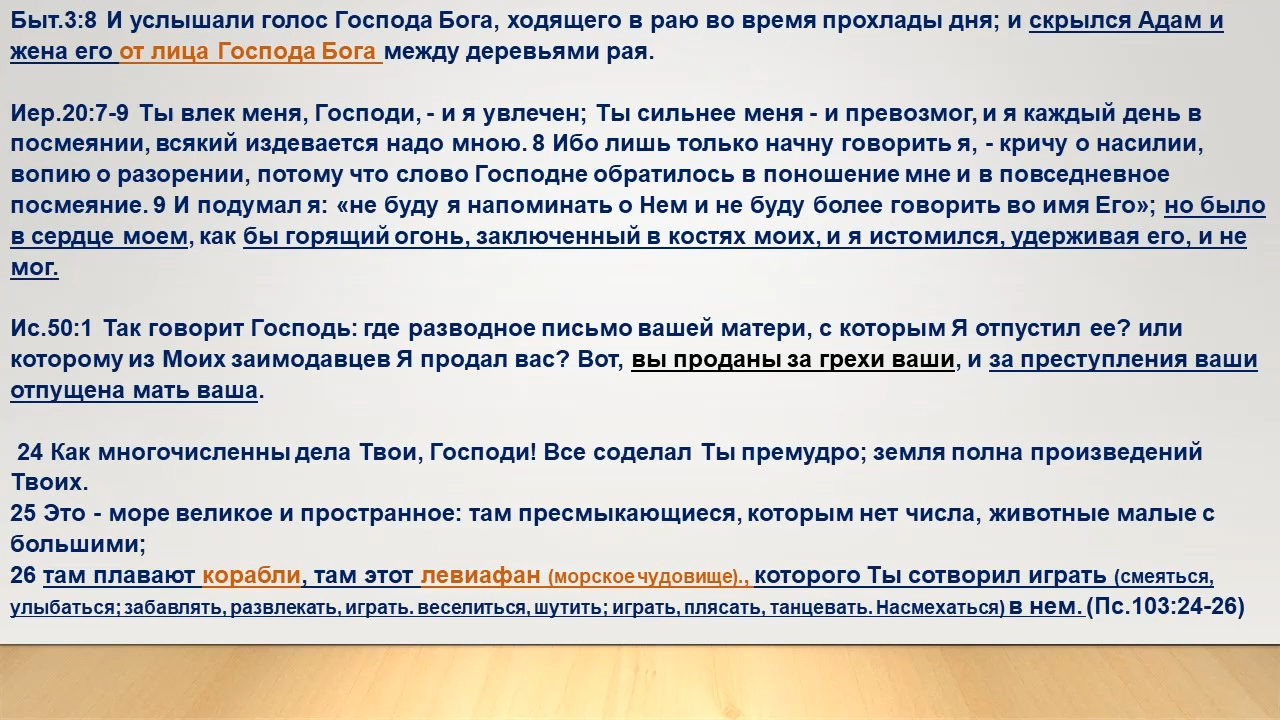 Быт.3:8 И услышали голос Господа Бога, ходящего в раю во время прохлады дня; и скрылся Адам и
жена его от лица Господа Бога между деревьями рая.
Иер.20:7-9 Ты влек меня, Господи, - и я увлечен; Ты сильнее меня - и превозмог, и я каждый день в
посмеянии, всякий издевается надо мною. 8 Ибо лишь только начну говорить я, - кричу о насилии,
вопию о разорении, потому что слово Господне обратилось в поношение мне и в повседневное
посмеяние. 9 И подумал я: «не буду я напоминать о Нем и не буду более говорить во имя Его»; но было
в сердце моем, как бы горящий огонь, заключенный в костях моих, и я истомился, удерживая его, и не
мог.
Ис.50:1 Так говорит Господь: где разводное письмо вашей матери, с которым Я отпустил ее? или
которому из Моих заимодавцев Я продал вас? Вот, вы проданы за грехи ваши, и за преступления ваши
отпущена мать ваша.
24 Как многочисленны дела Твои, Господи! Все соделал Ты премудро; земля полна произведений
Твоих.
25 Это - море великое и пространное: там пресмыкающиеся, которым нет числа, животные малые с
большими;
26 там плавают корабли, там этот левиафан (морское чудовище)., которого Ты сотворил играть (смеяться,
улыбаться; забавлять, развлекать, играть. веселиться, шутить; играть, плясать, танцевать. Насмехаться) в нем. (Пс.103:24-26)